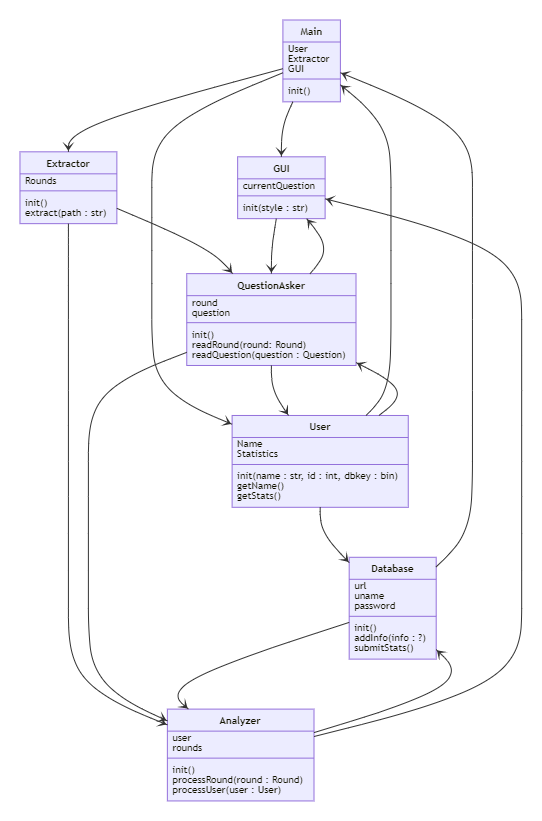 Main
User
Extractor
GUI
init()
Extractor
Rounds
init()
extract(path : str)
GUI
currentQuestion
init(style : str)
QuestionAsker
round
question
init()
readRound(round: Round)
readQuestion(question : Question)
User
Name
Statistics
init(name : str, id : int, dbkey : bin)
getName()
getStats()
Database
url
uname
password
init()
addInfo(info : ?)
submitStats()
Analyzer
user
rounds
init()
processRound(round : Round)
processUser(user : User)